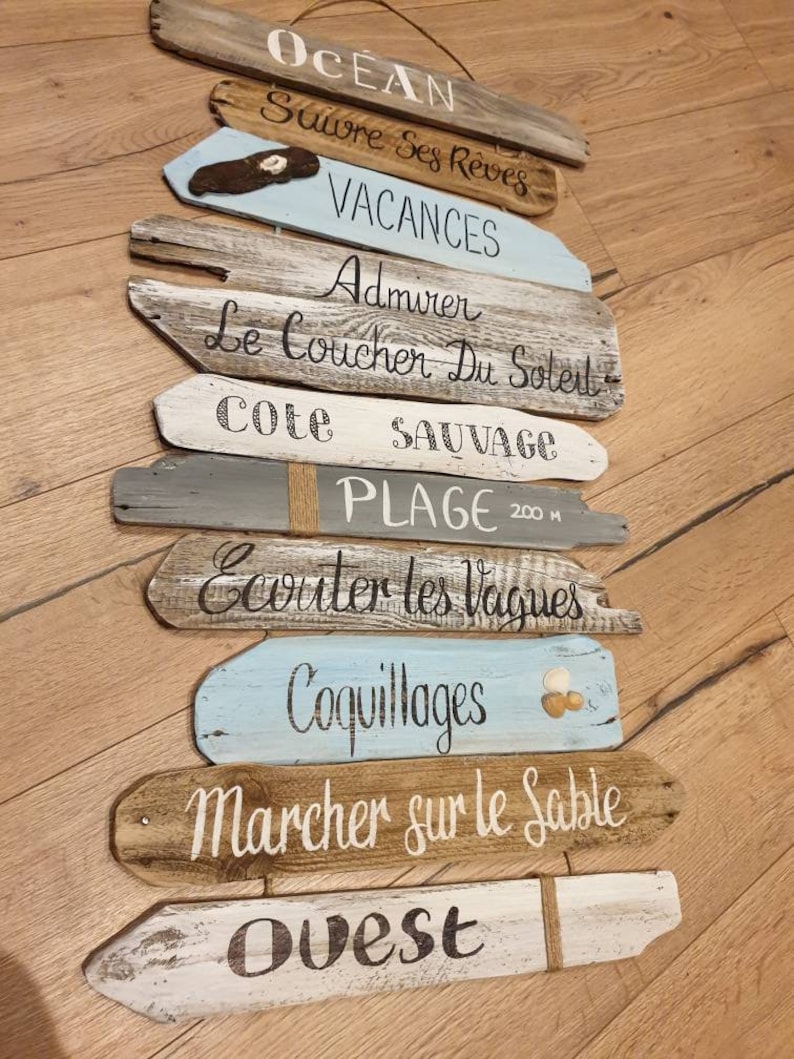 OcÉAN
Suivre Ses Rêves
VACANCES
Admirer
Le Coucher Du Soleil
COTE SAUVAGE
PLAGE 200 M
Ecouter les Vagues
Coquillages
Marcher sur le Sable
OUEST